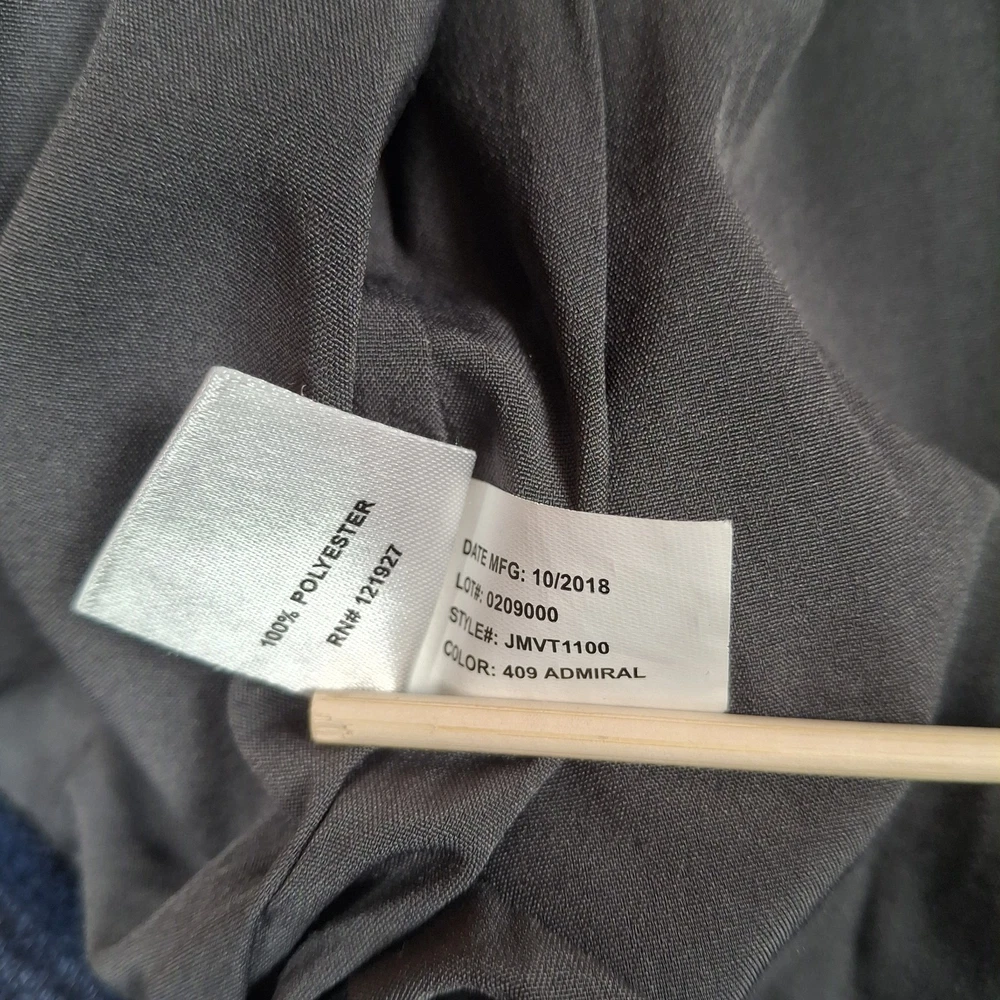 100% POLYESTER
RN# 121927
DATE MFG: 10/2018
LOT#: 0209000
STYLE#: JMVT1100
COLOR: 409 ADMIRAL